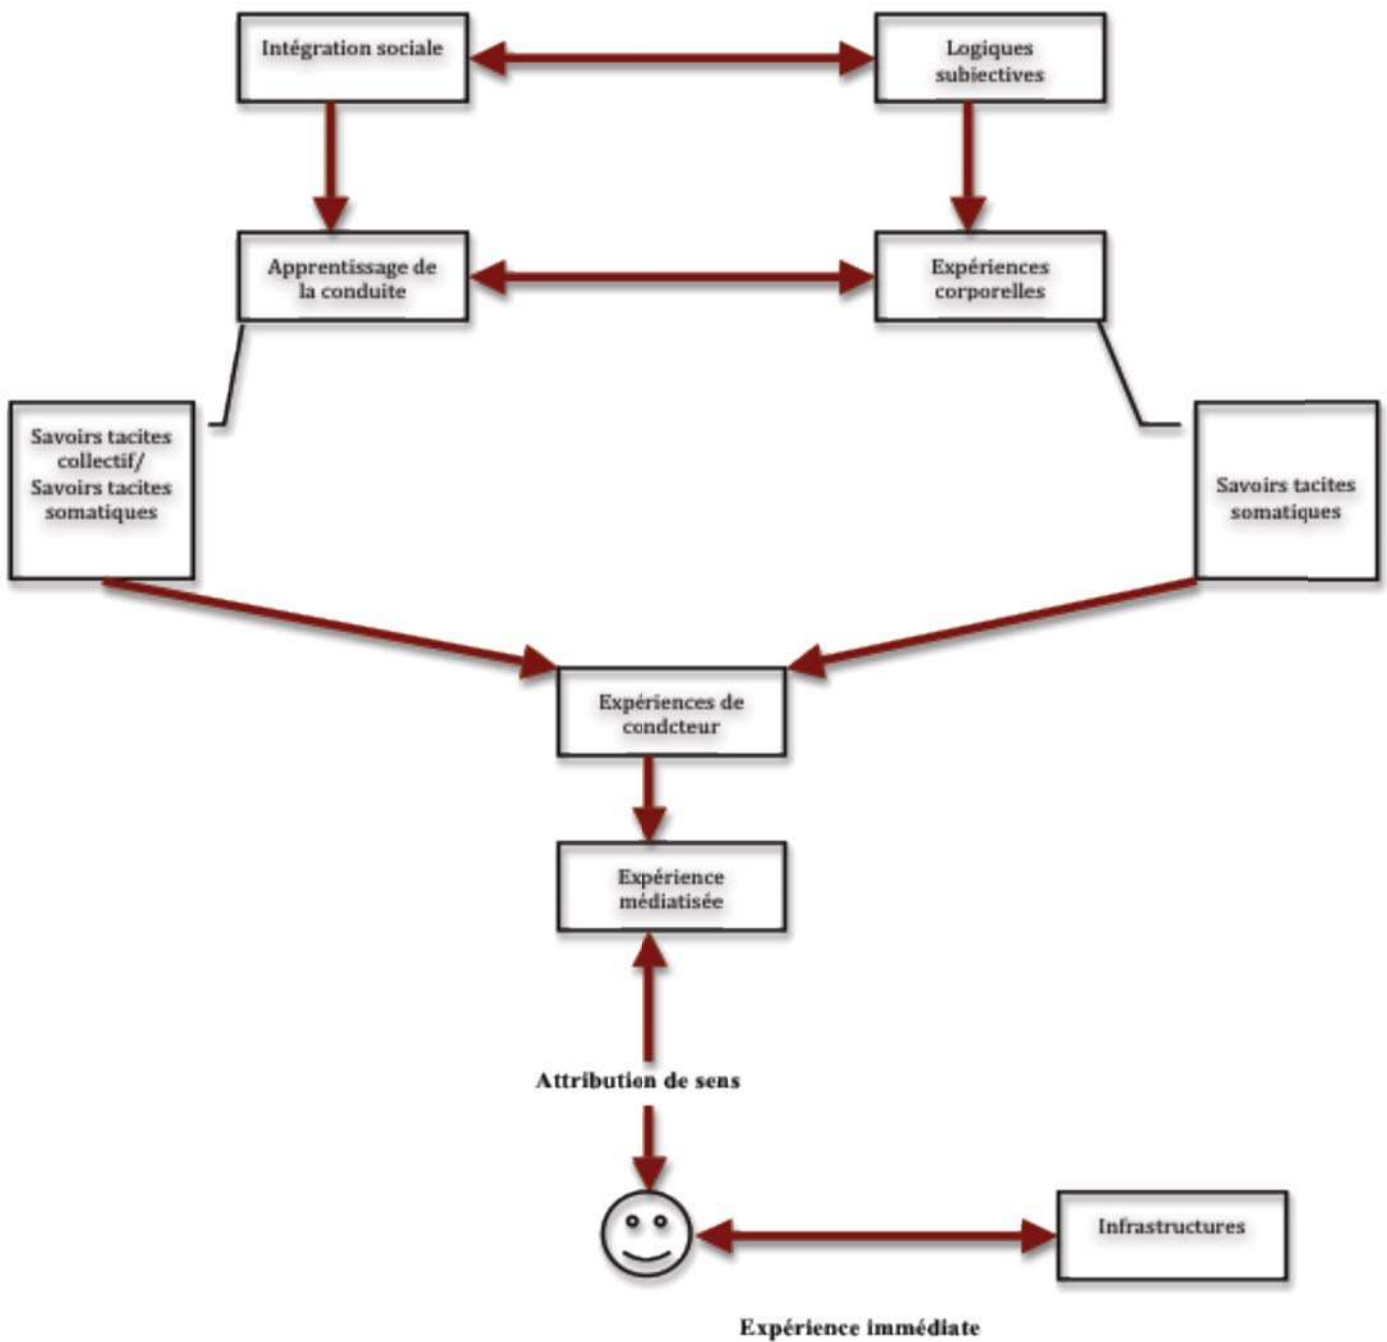 Intégration sociale
Logiques
subiectives
Apprentissage de
la conduite
Expériences
corporelles
Savoirs tacites
collectif/
Savoirs tacites
somatiques
Savoirs tacites
somatiques
Expériences de
condcteur
Expérience
médiatisée
Attribution de sens
Infrastructures
Expérience immédiate